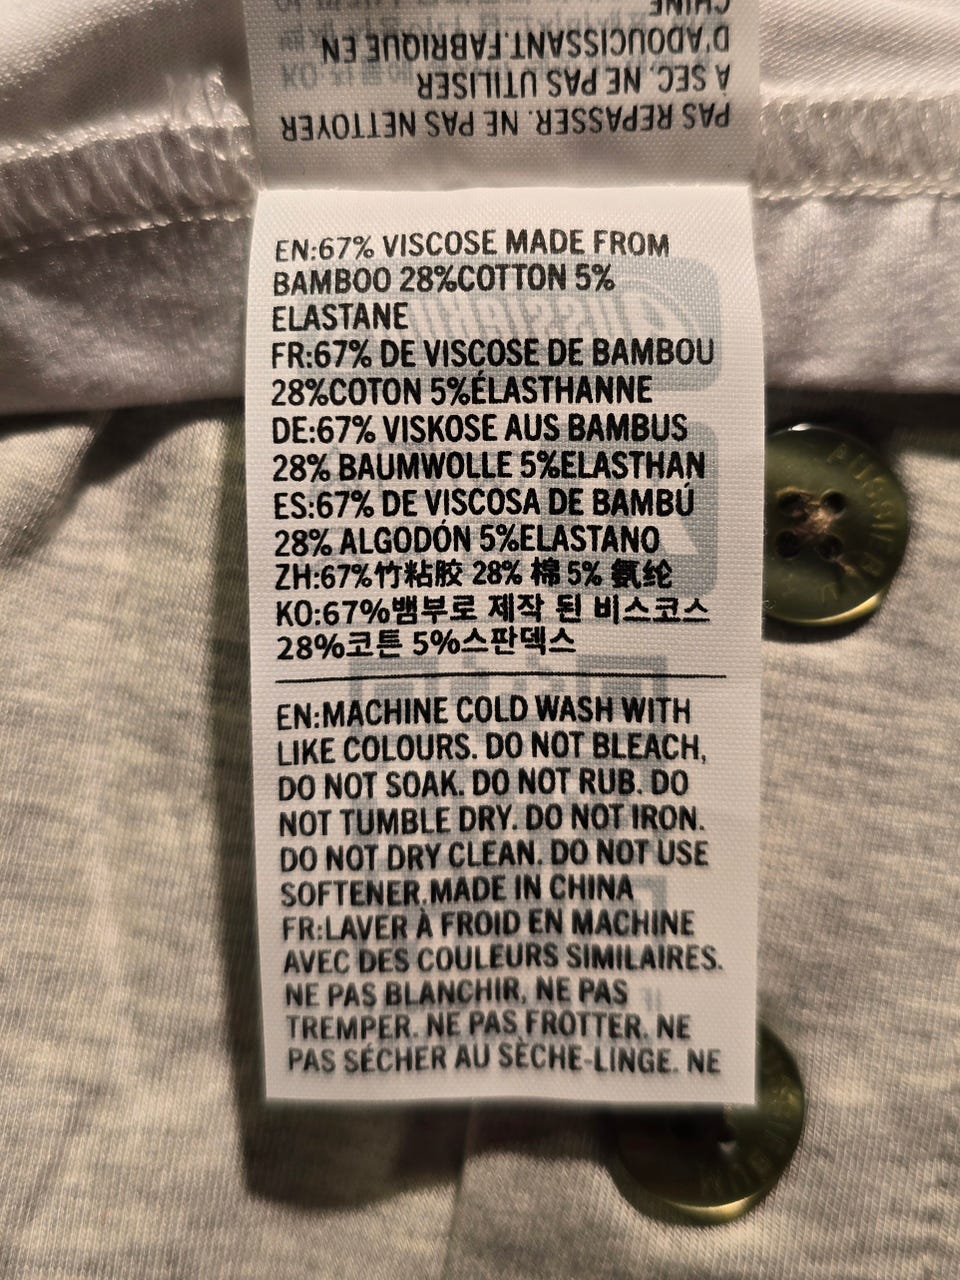 EN:67% VISCOSE MADE FROM
BAMBOO 28%COTTON 5%
ELASTANE
FR:67% DE VISCOSE DE BAMBOU
28%COTON 5%ÉLASTHANNE
DE:67% VISKOSE AUS BAMBUS
28% BAUMWOLLE 5%ELASTHAN
ES:67% DE VISCOSA DE BAMBÚ
28% ALGODÓN 5%ELASTANO
ZH:67%竹粘胶 28% 棉 5% 氨纶
KO:67%뱀부로 제작 된 비스코스
28%코튼 5%스판덱스
EN:MACHINE COLD WASH WITH
LIKE COLOURS. DO NOT BLEACH,
DO NOT SOAK. DO NOT RUB. DO
NOT TUMBLE DRY. DO NOT IRON.
DO NOT DRY CLEAN. DO NOT USE
SOFTENER.MADE IN CHINA
FR:LAVER À FROID EN MACHINE
AVEC DES COULEURS SIMILAIRES.
NE PAS BLANCHIR, NE PAS
TREMPER. NE PAS FROTTER. NE
PAS SÉCHER AU SÈCHE-LINGE. NE
PAS REPASSER. NE PAS NETTOYER
À SEC, NE PAS UTILISER
D'ADOUCISSANT.FABRIQUÉ EN
CHINE